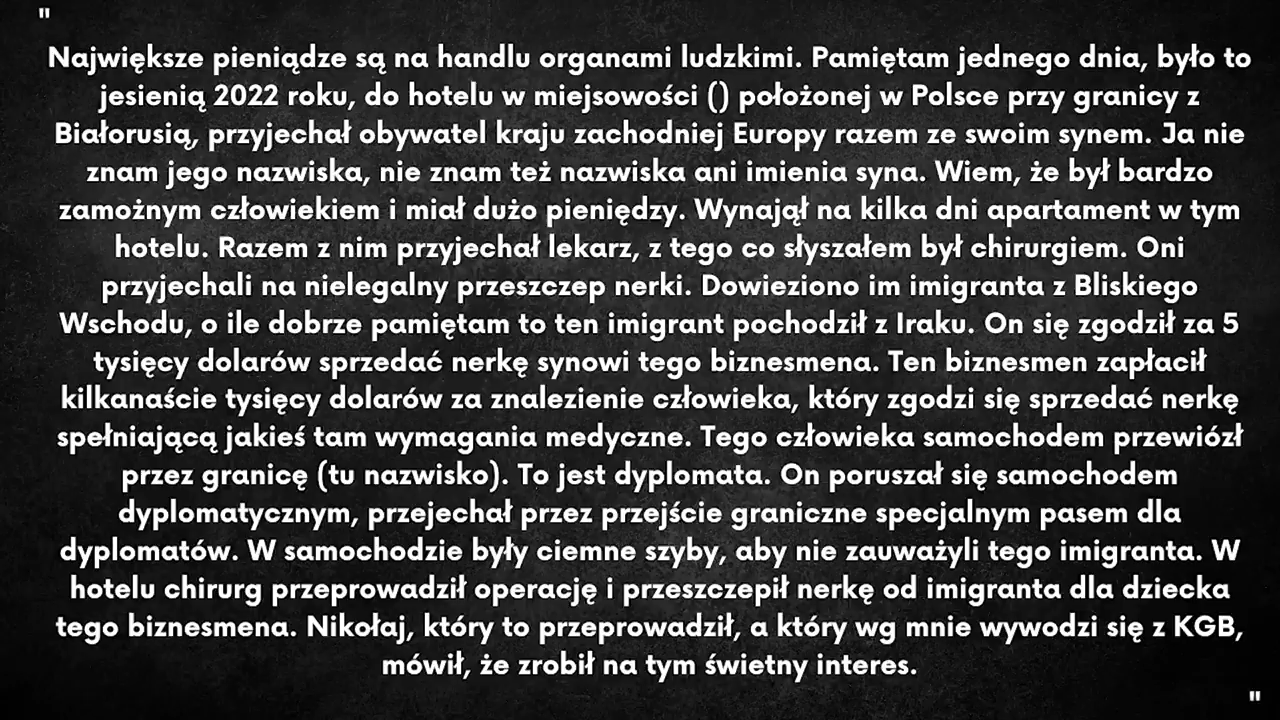 "
Największe pieniądze są na handlu organami ludzkimi. Pamiętam jednego dnia, było to
jesienią 2022 roku, do hotelu w miejsowości () położonej w Polsce przy granicy z
Białorusią, przyjechał obywatel kraju zachodniej Europy razem ze swoim synem. Ja nie
znam jego nazwiska, nie znam też nazwiska ani imienia syna. Wiem, że był bardzo
zamożnym człowiekiem i miał dużo pieniędzy. Wynajął na kilka dni apartament w tym
hotelu. Razem z nim przyjechał lekarz, z tego co słyszałem był chirurgiem. Oni
przyjechali na nielegalny przeszczep nerki. Dowieziono im imigranta z Bliskiego
Wschodu, o ile dobrze pamiętam to ten imigrant pochodził z Iraku. On się zgodził za 5
tysięcy dolarów sprzedać nerkę synowi tego biznesmena. Ten biznesmen zapłacił
kilkanaście tysięcy dolarów za znalezienie człowieka, który zgodzi się sprzedać nerkę
spełniającą jakieś tam wymagania medyczne. Tego człowieka samochodem przewiózł
przez granicę (tu nazwisko). To jest dyplomata. On poruszał się samochodem
dyplomatycznym, przejechał przez przejście graniczne specjalnym pasem dla
dyplomatów. W samochodzie były ciemne szyby, aby nie zauważyli tego imigranta. W
hotelu chirurg przeprowadził operację i przeszczepił nerkę od imigranta dla dziecka
tego biznesmena. Nikołaj, który to przeprowadził, a który wg mnie wywodzi się z KGB,
mówił, że zrobił na tym świetny interes.
"